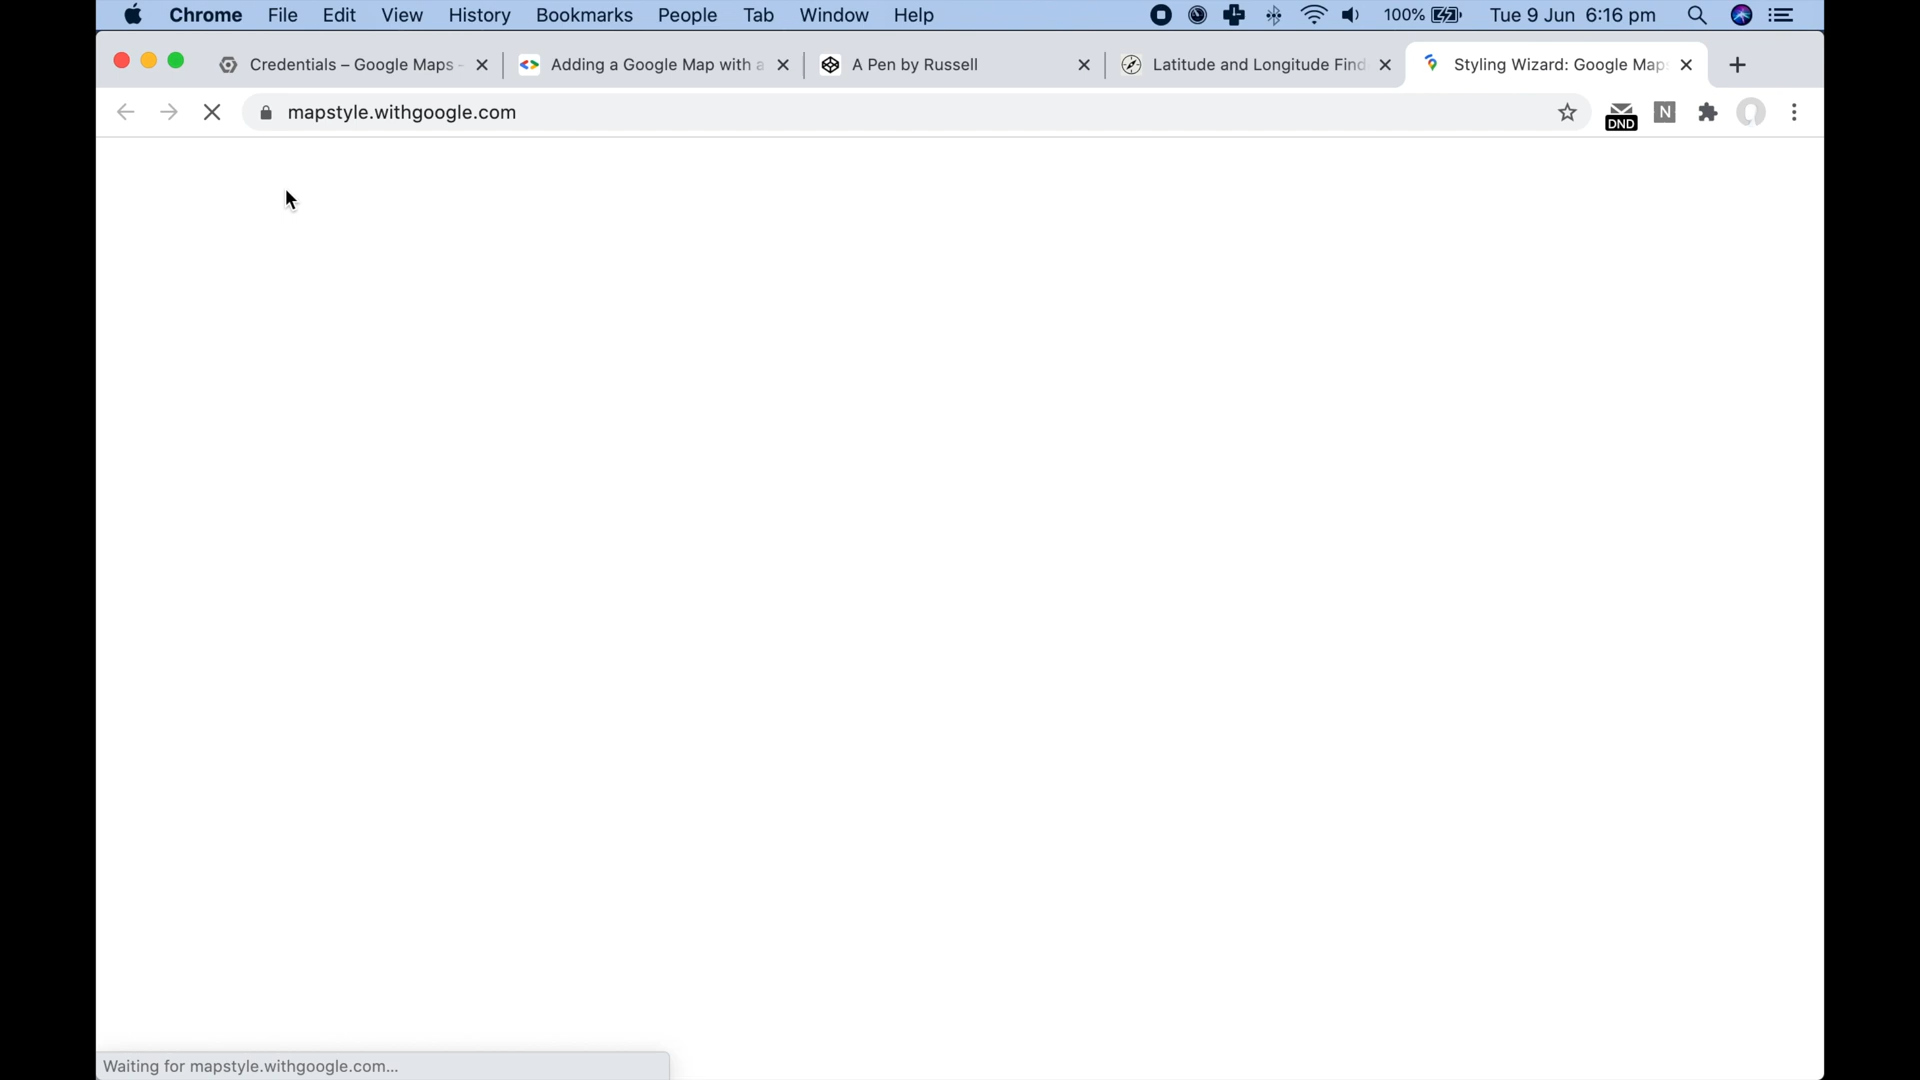 Chrome File Edit View History Bookmarks People Tab Window Help 100% Tue 9 Jun 6:16 pm
Credentials – Google Maps - Adding a Google Map with a A Pen by Russell Latitude and Longitude Find Styling Wizard: Google Map
mapstyle.withgoogle.com
DND N
Waiting for mapstyle.withgoogle.com...